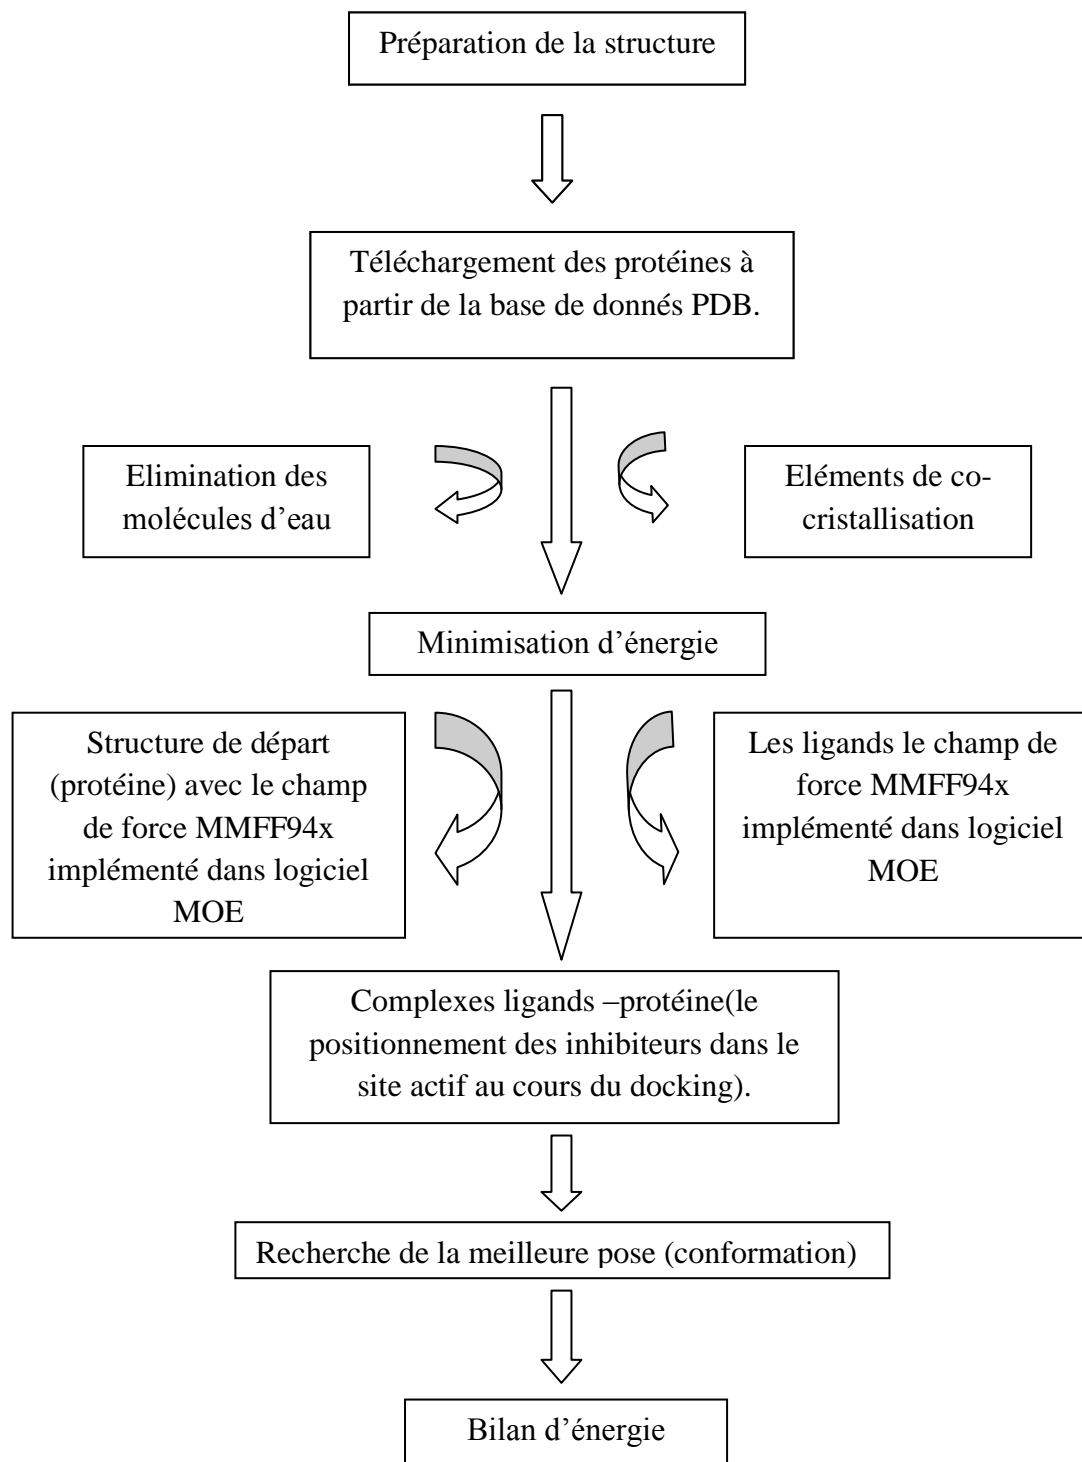 Préparation de la structure
Téléchargement des protéines à
partir de la base de donnés PDB.
Elimination des
molécules d’eau
Eléments de co-
cristallisation
Minimisation d’énergie
Structure de départ
(protéine) avec le champ
de force MMFF94x
implémenté dans logiciel
MOE
Les ligands le champ de
force MMFF94x
implémenté dans logiciel
MOE
Complexes ligands –protéine(le
positionnement des inhibiteurs dans le
site actif au cours du docking).
Recherche de la meilleure pose (conformation)
Bilan d’énergie